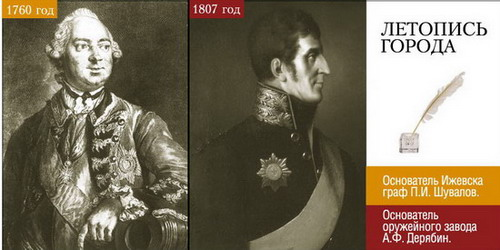 1760 год
1807 год
ЛЕТОПИСЬ
ГОРОДА
Основатель Ижевска
граф П.И. Шувалов.
Основатель
оружейного завода
А.Ф. Дерябин.